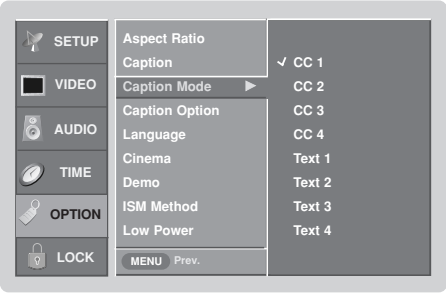 SETUP
VIDEO
AUDIO
TIME
OPTION
LOCK
Aspect Ratio
Caption
Caption Mode
Caption Option
Language
Cinema
Demo
ISM Method
Low Power
MENU Prev.
CC 1
CC 2
CC 3
CC 4
Text 1
Text 2
Text 3
Text 4